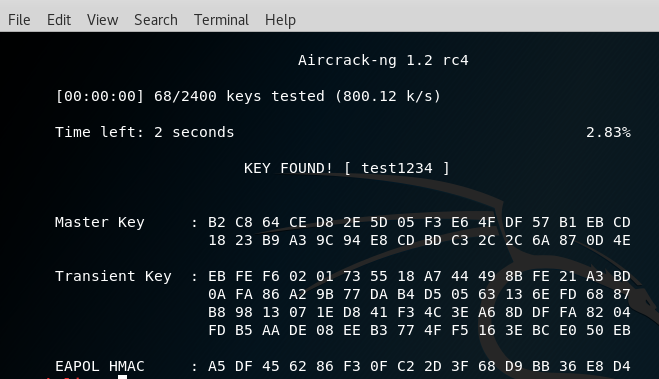 File Edit View Search Terminal Help
Aircrack-ng 1.2 rc4
[00:00:00] 68/2400 keys tested (800.12 k/s)
Time left: 2 seconds 2.83%
KEY FOUND! [ test1234 ]
Master Key : B2 C8 64 CE D8 2E 5D 05 F3 E6 4F DF 57 B1 EB CD
18 23 B9 A3 9C 94 E8 CD BD C3 2C 2C 6A 87 0D 4E
Transient Key : EB FE F6 02 01 73 55 18 A7 44 49 8B FE 21 A3 BD
0A FA 86 A2 9B 77 DA B4 D5 05 63 13 6E FD 68 87
B8 98 13 07 1E D8 41 F3 4C 3E A6 8D DF FA 82 04
FD B5 AA DE 08 EE B3 77 4F F5 16 3E BC E0 50 EB
EAPOL HMAC : A5 DF 45 62 86 F3 0F C2 2D 3F 68 D9 BB 36 E8 D4